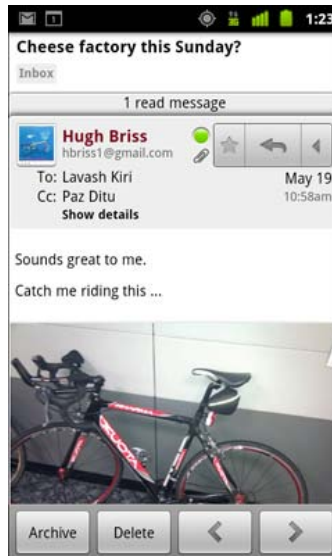 1:23
Cheese factory this Sunday?
Inbox
1 read message
Hugh Briss
hbriss1@gmail.com
To: Lavash Kiri
May 19
Cc: Paz Ditu
10:58am
Show details
Sounds great to me.
Catch me riding this ...
KUOTA
Archive
Delete